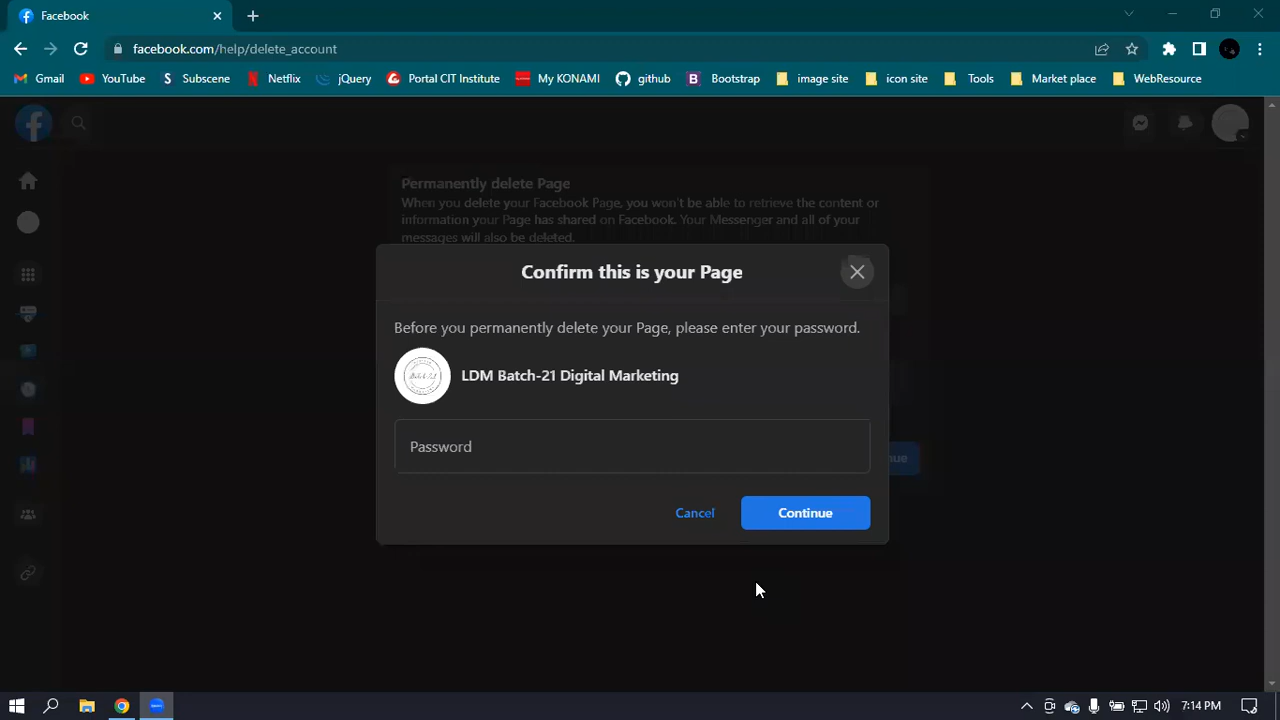 Facebook
facebook.com/help/delete_account
Gmail YouTube Subscene Netflix jQuery Portal CIT Institute My KONAMI github Bootstrap image site icon site Tools Market place WebResource
Permanently delete Page
When you delete your Facebook Page, you won't be able to retrieve the content or
information your Page has shared on Facebook. Your Messenger and all of your
messages will also be deleted.
Confirm this is your Page
Before you permanently delete your Page, please enter your password.
LDM Batch-21 Digital Marketing
Password
Cancel Continue
7:14 PM